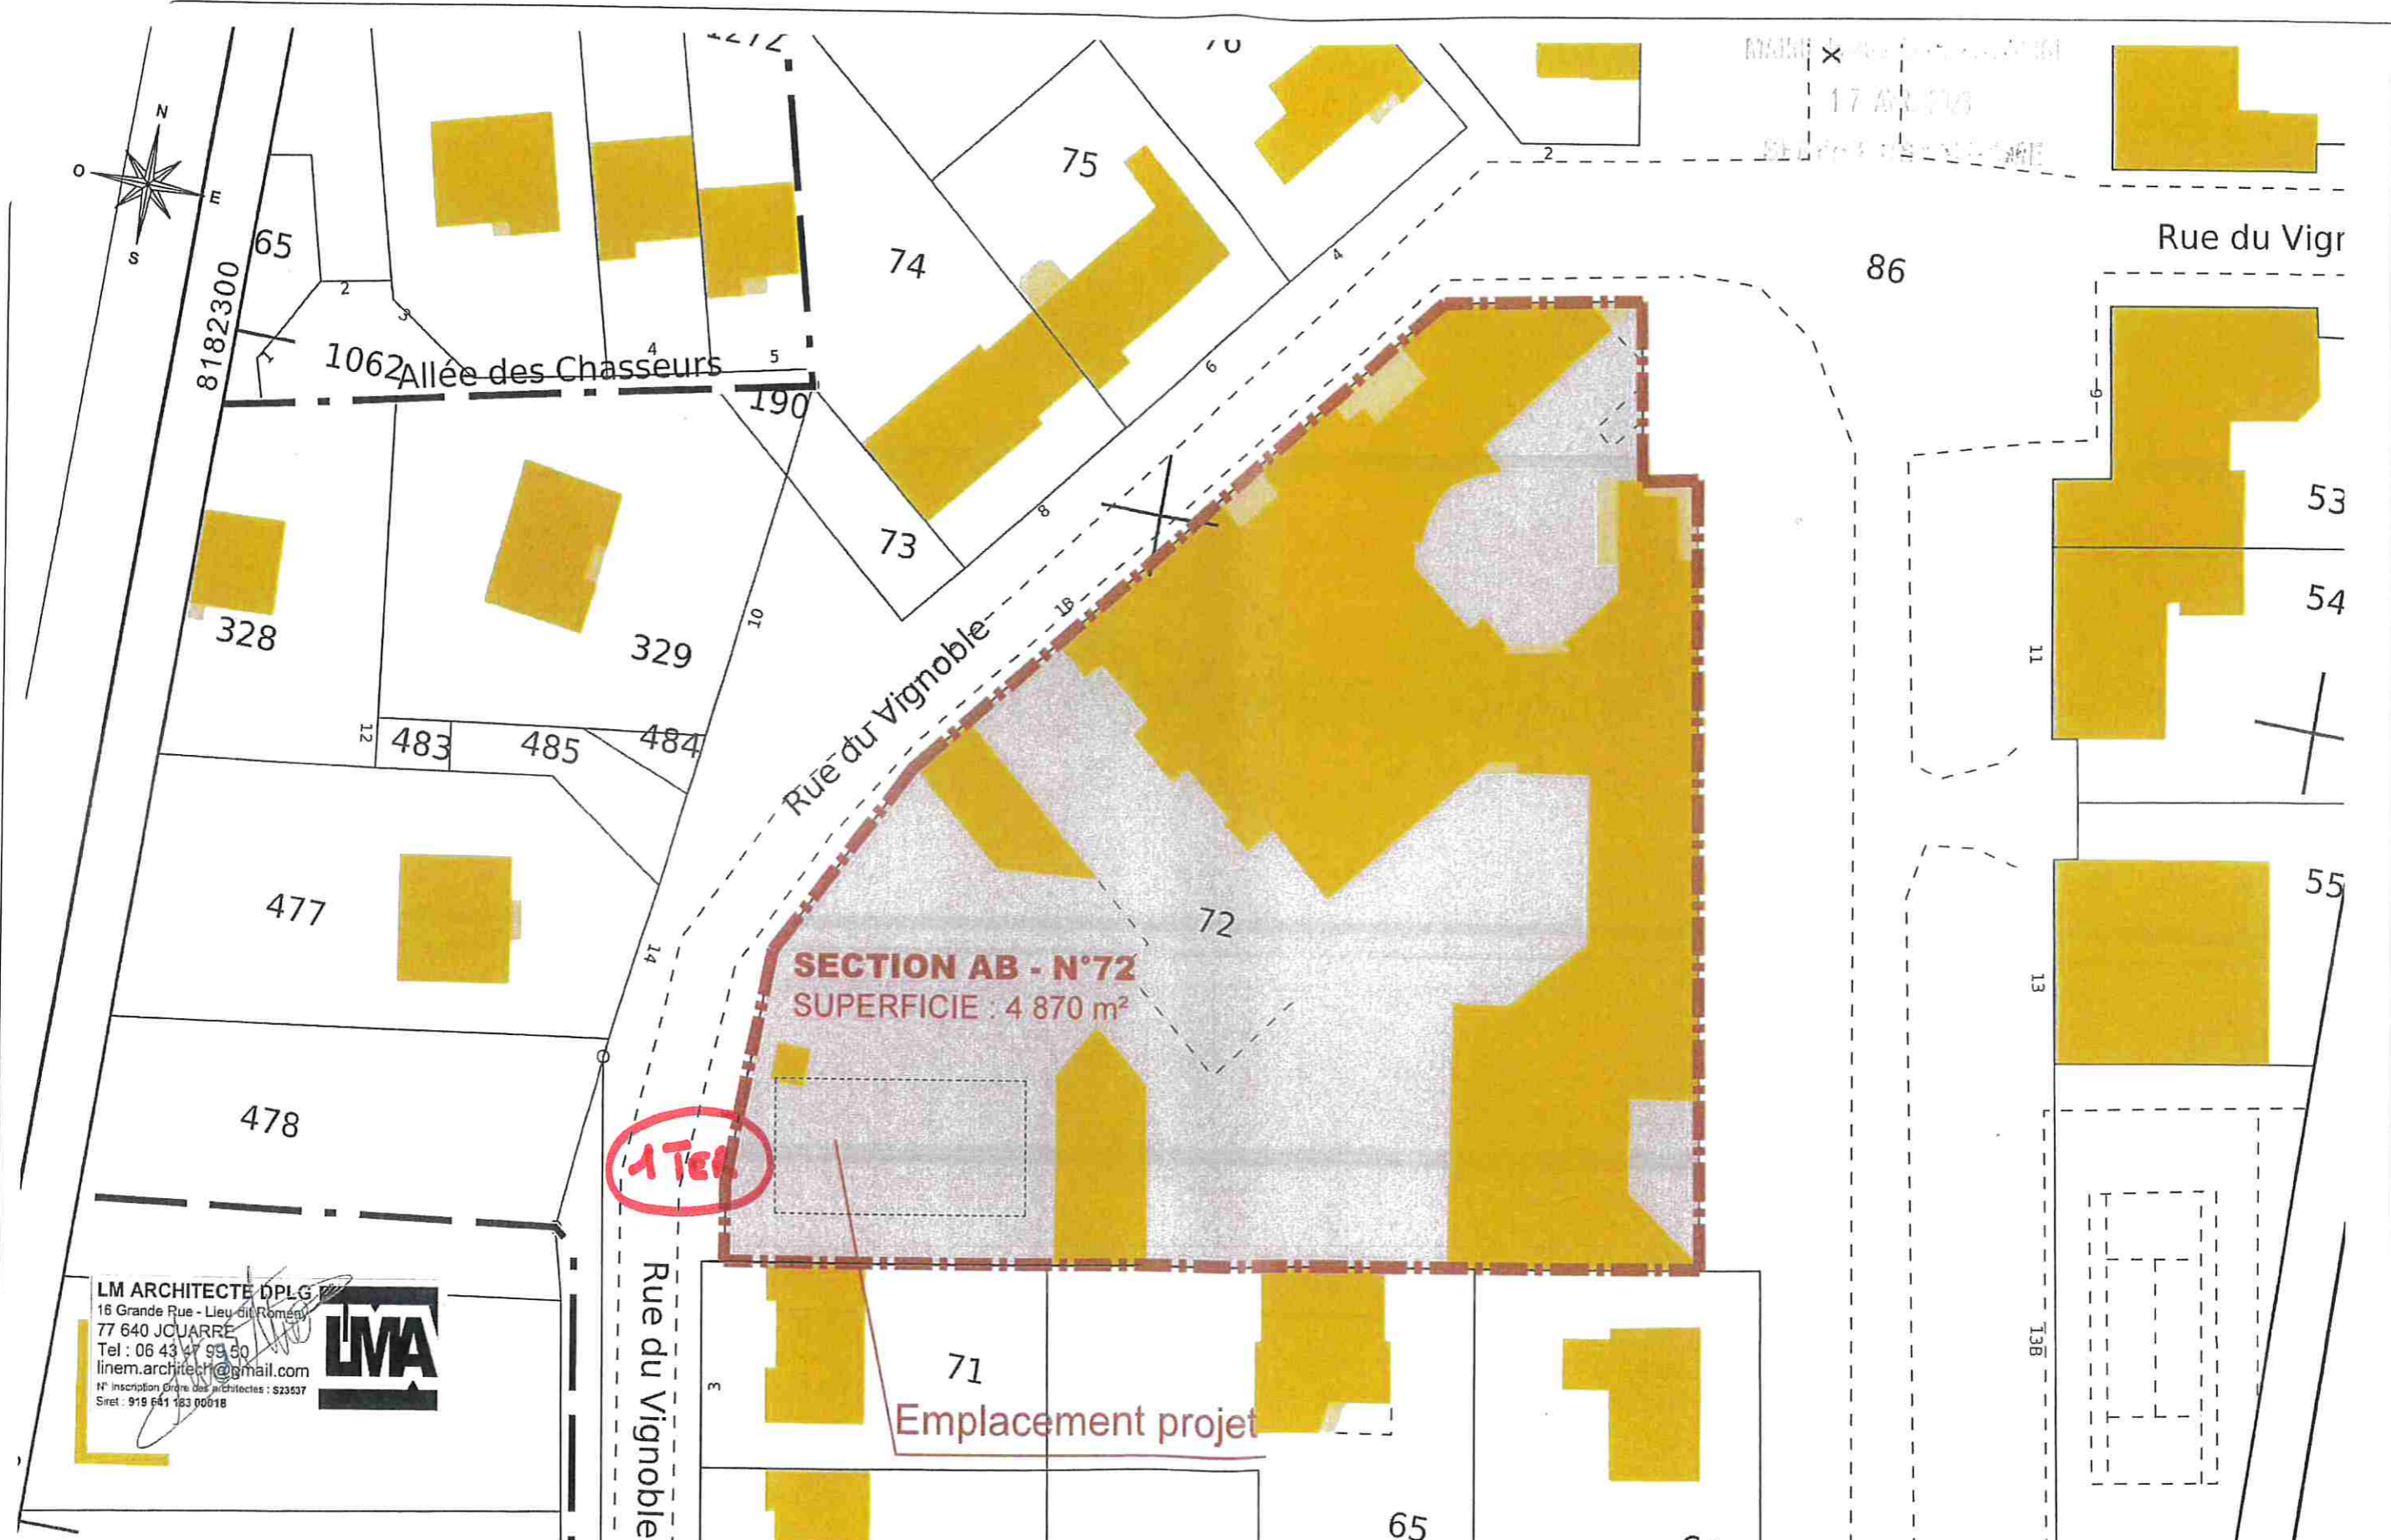 N
O
E
S
65
8182300
1
2
3
1062
Allée des Chasseurs
4
5
190
74
75
2
4
6
8
73
86
17
Rue du Vigr
9
53
54
11
55
13
13B
328
329
10
12
483
485
484
477
14
478
Rue du Vignoble
1B
72
SECTION AB - N°72
SUPERFICIE : 4 870 m²
1 TER
Rue du Vignoble
3
71
Emplacement projet
65
LM ARCHITECTE DPLG
16 Grande Rue - Lieu dit Romeny
77 640 JOUARRE
Tel : 06 43 47 99 50
linem.architech@gmail.com
N° inscription Ordre des architectes : S23537
Siret : 919 641 183 00018
LMA